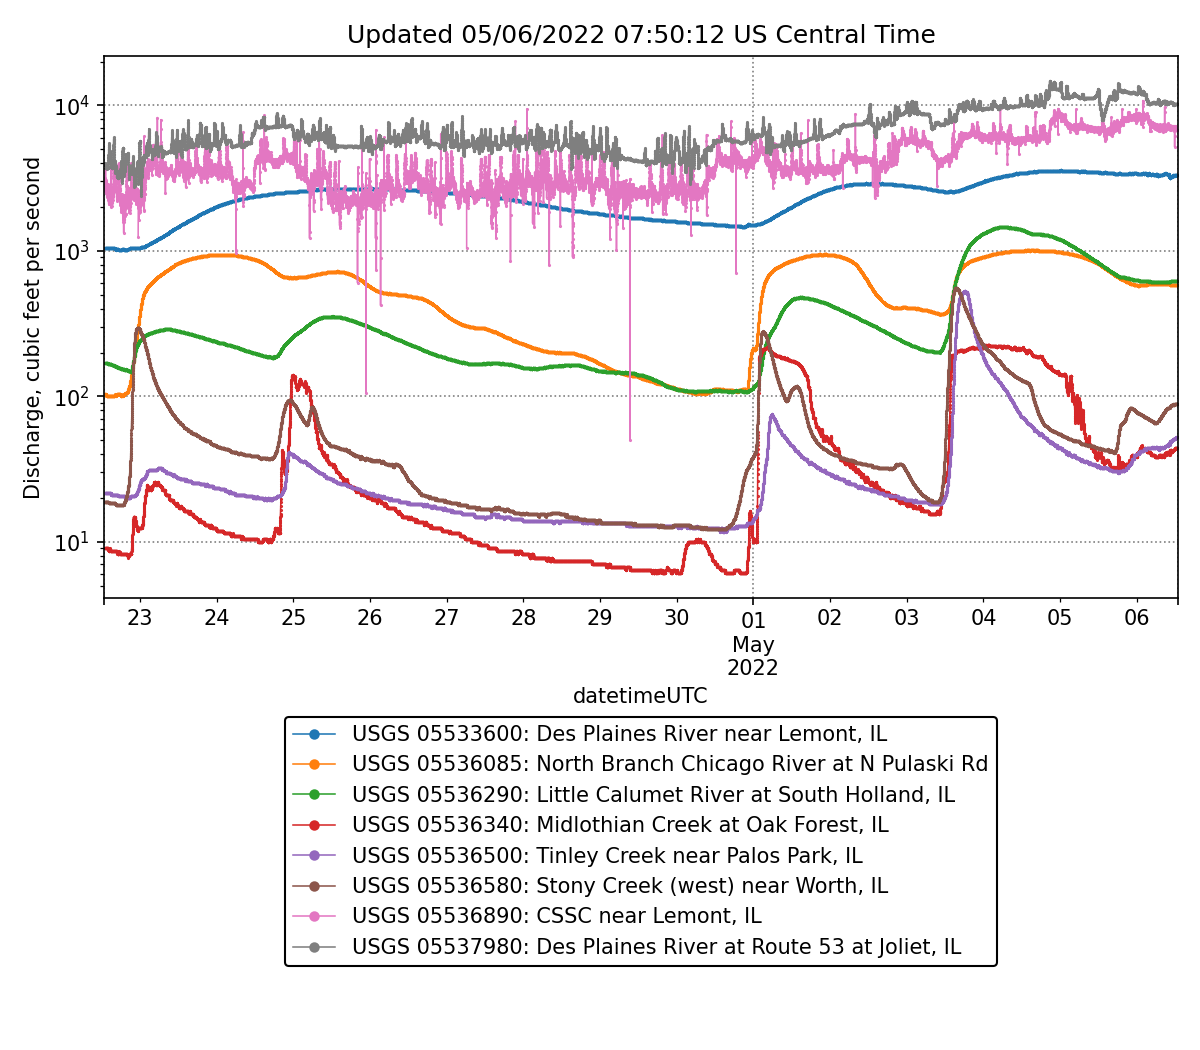 Updated 05/06/2022 07:50:12 US Central Time
Discharge, cubic feet per second
10^4
10^3
10^2
10^1
23 24 25 26 27 28 29 30 01 02 03 04 05 06
May
2022
datetimeUTC
USGS 05533600: Des Plaines River near Lemont, IL
USGS 05536085: North Branch Chicago River at N Pulaski Rd
USGS 05536290: Little Calumet River at South Holland, IL
USGS 05536340: Midlothian Creek at Oak Forest, IL
USGS 05536500: Tinley Creek near Palos Park, IL
USGS 05536580: Stony Creek (west) near Worth, IL
USGS 05536890: CSSC near Lemont, IL
USGS 05537980: Des Plaines River at Route 53 at Joliet, IL